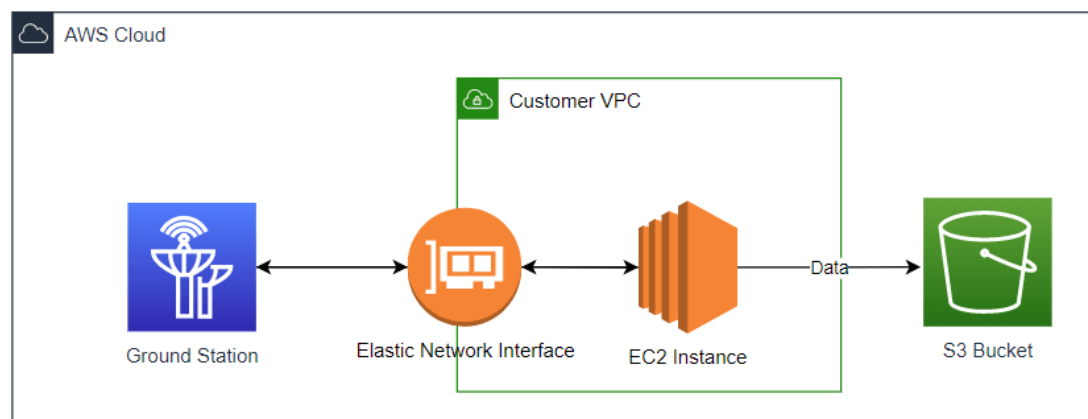 AWS Cloud
Customer VPC
Data
Ground Station
Elastic Network Interface
EC2 Instance
S3 Bucket